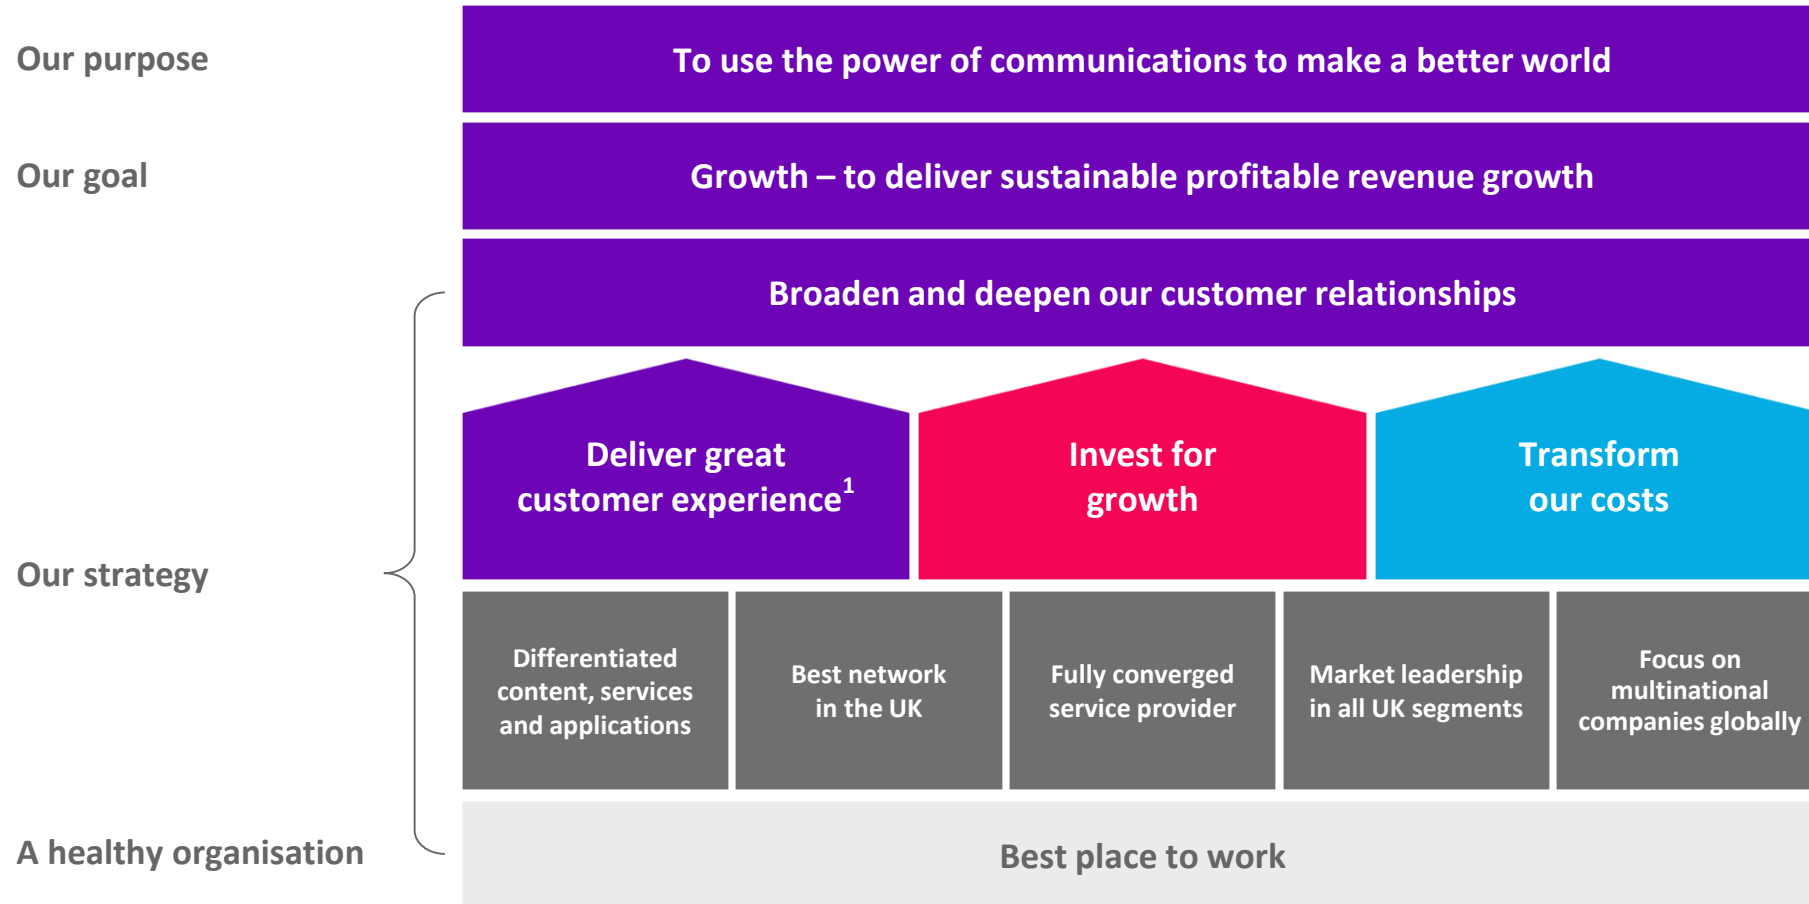 Our purpose
To use the power of communications to make a better world
Our goal
Growth – to deliver sustainable profitable revenue growth
Broaden and deepen our customer relationships
Our strategy
Deliver great
customer experience¹
Invest for
growth
Transform
our costs
Differentiated
content, services
and applications
Best network
in the UK
Fully converged
service provider
Market leadership
in all UK segments
Focus on
multinational
companies globally
A healthy organisation
Best place to work